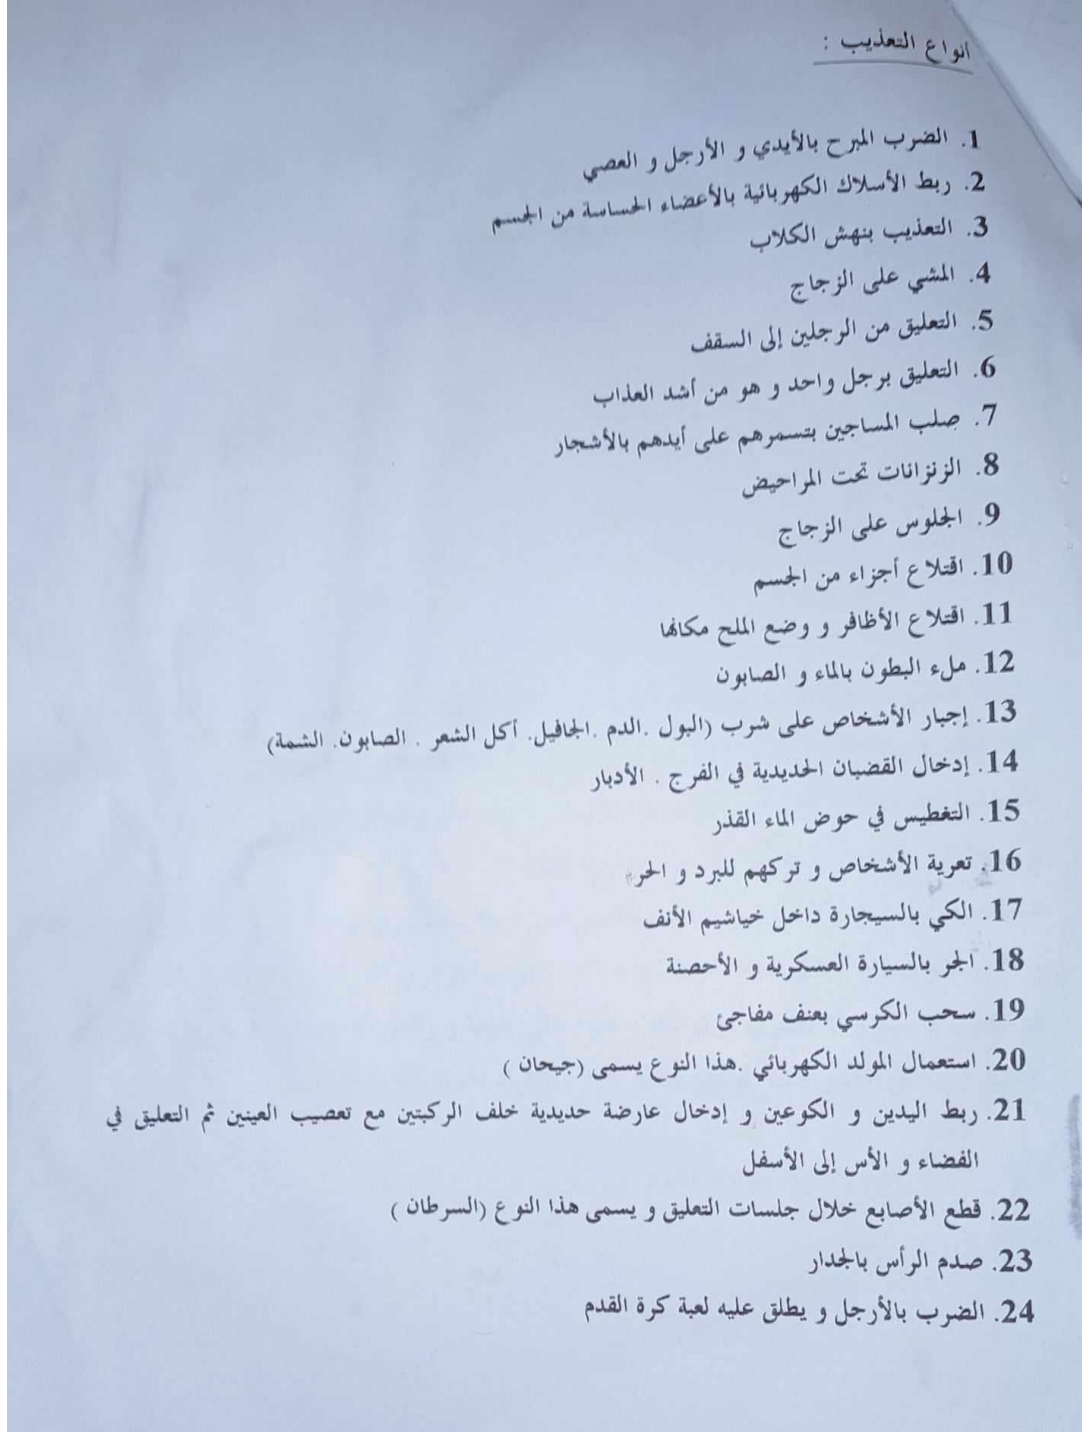 أنواع التعذيب :
1. الضرب المبرح بالأيدي و الأرجل و العصي
2. ربط الأسلاك الكهربائية بالأعضاء الحساسة من الجسم
3. التعذيب بنهش الكلاب
4. المشي على الزجاج
5. التعليق من الرجلين إلى السقف
6. التعليق برجل واحد و هو من أشد العذاب
7. صلب المساجين بتسمرهم على أيدهم بالأشجار
8. الزنزانات تحت المراحيض
9. الجلوس على الزجاج
10. اقتلاع أجزاء من الجسم
11. اقتلاع الأظافر و وضع الملح مكانها
12. ملء البطون بالماء و الصابون
13. إجبار الأشخاص على شرب (البول .الدم .الجافيل. أكل الشعر . الصابون. الشمة)
14. إدخال القضبان الحديدية في الفرج . الأدبار
15. التغطيس في حوض الماء القذر
16. تعرية الأشخاص و تركهم للبرد و الحر
17. الكي بالسيجارة داخل خياشيم الأنف
18. الجر بالسيارة العسكرية و الأحصنة
19. سحب الكرسي بعنف مفاجئ
20. استعمال المولد الكهربائي .هذا النوع يسمى (جيحان )
21. ربط اليدين و الكوعين و إدخال عارضة حديدية خلف الركبتين مع تعصيب العينين ثم التعليق في
الفضاء و الأس إلى الأسفل
22. قطع الأصابع خلال جلسات التعليق و يسمى هذا النوع (السرطان )
23. صدم الرأس بالجدار
24. الضرب بالأرجل و يطلق عليه لعبة كرة القدم